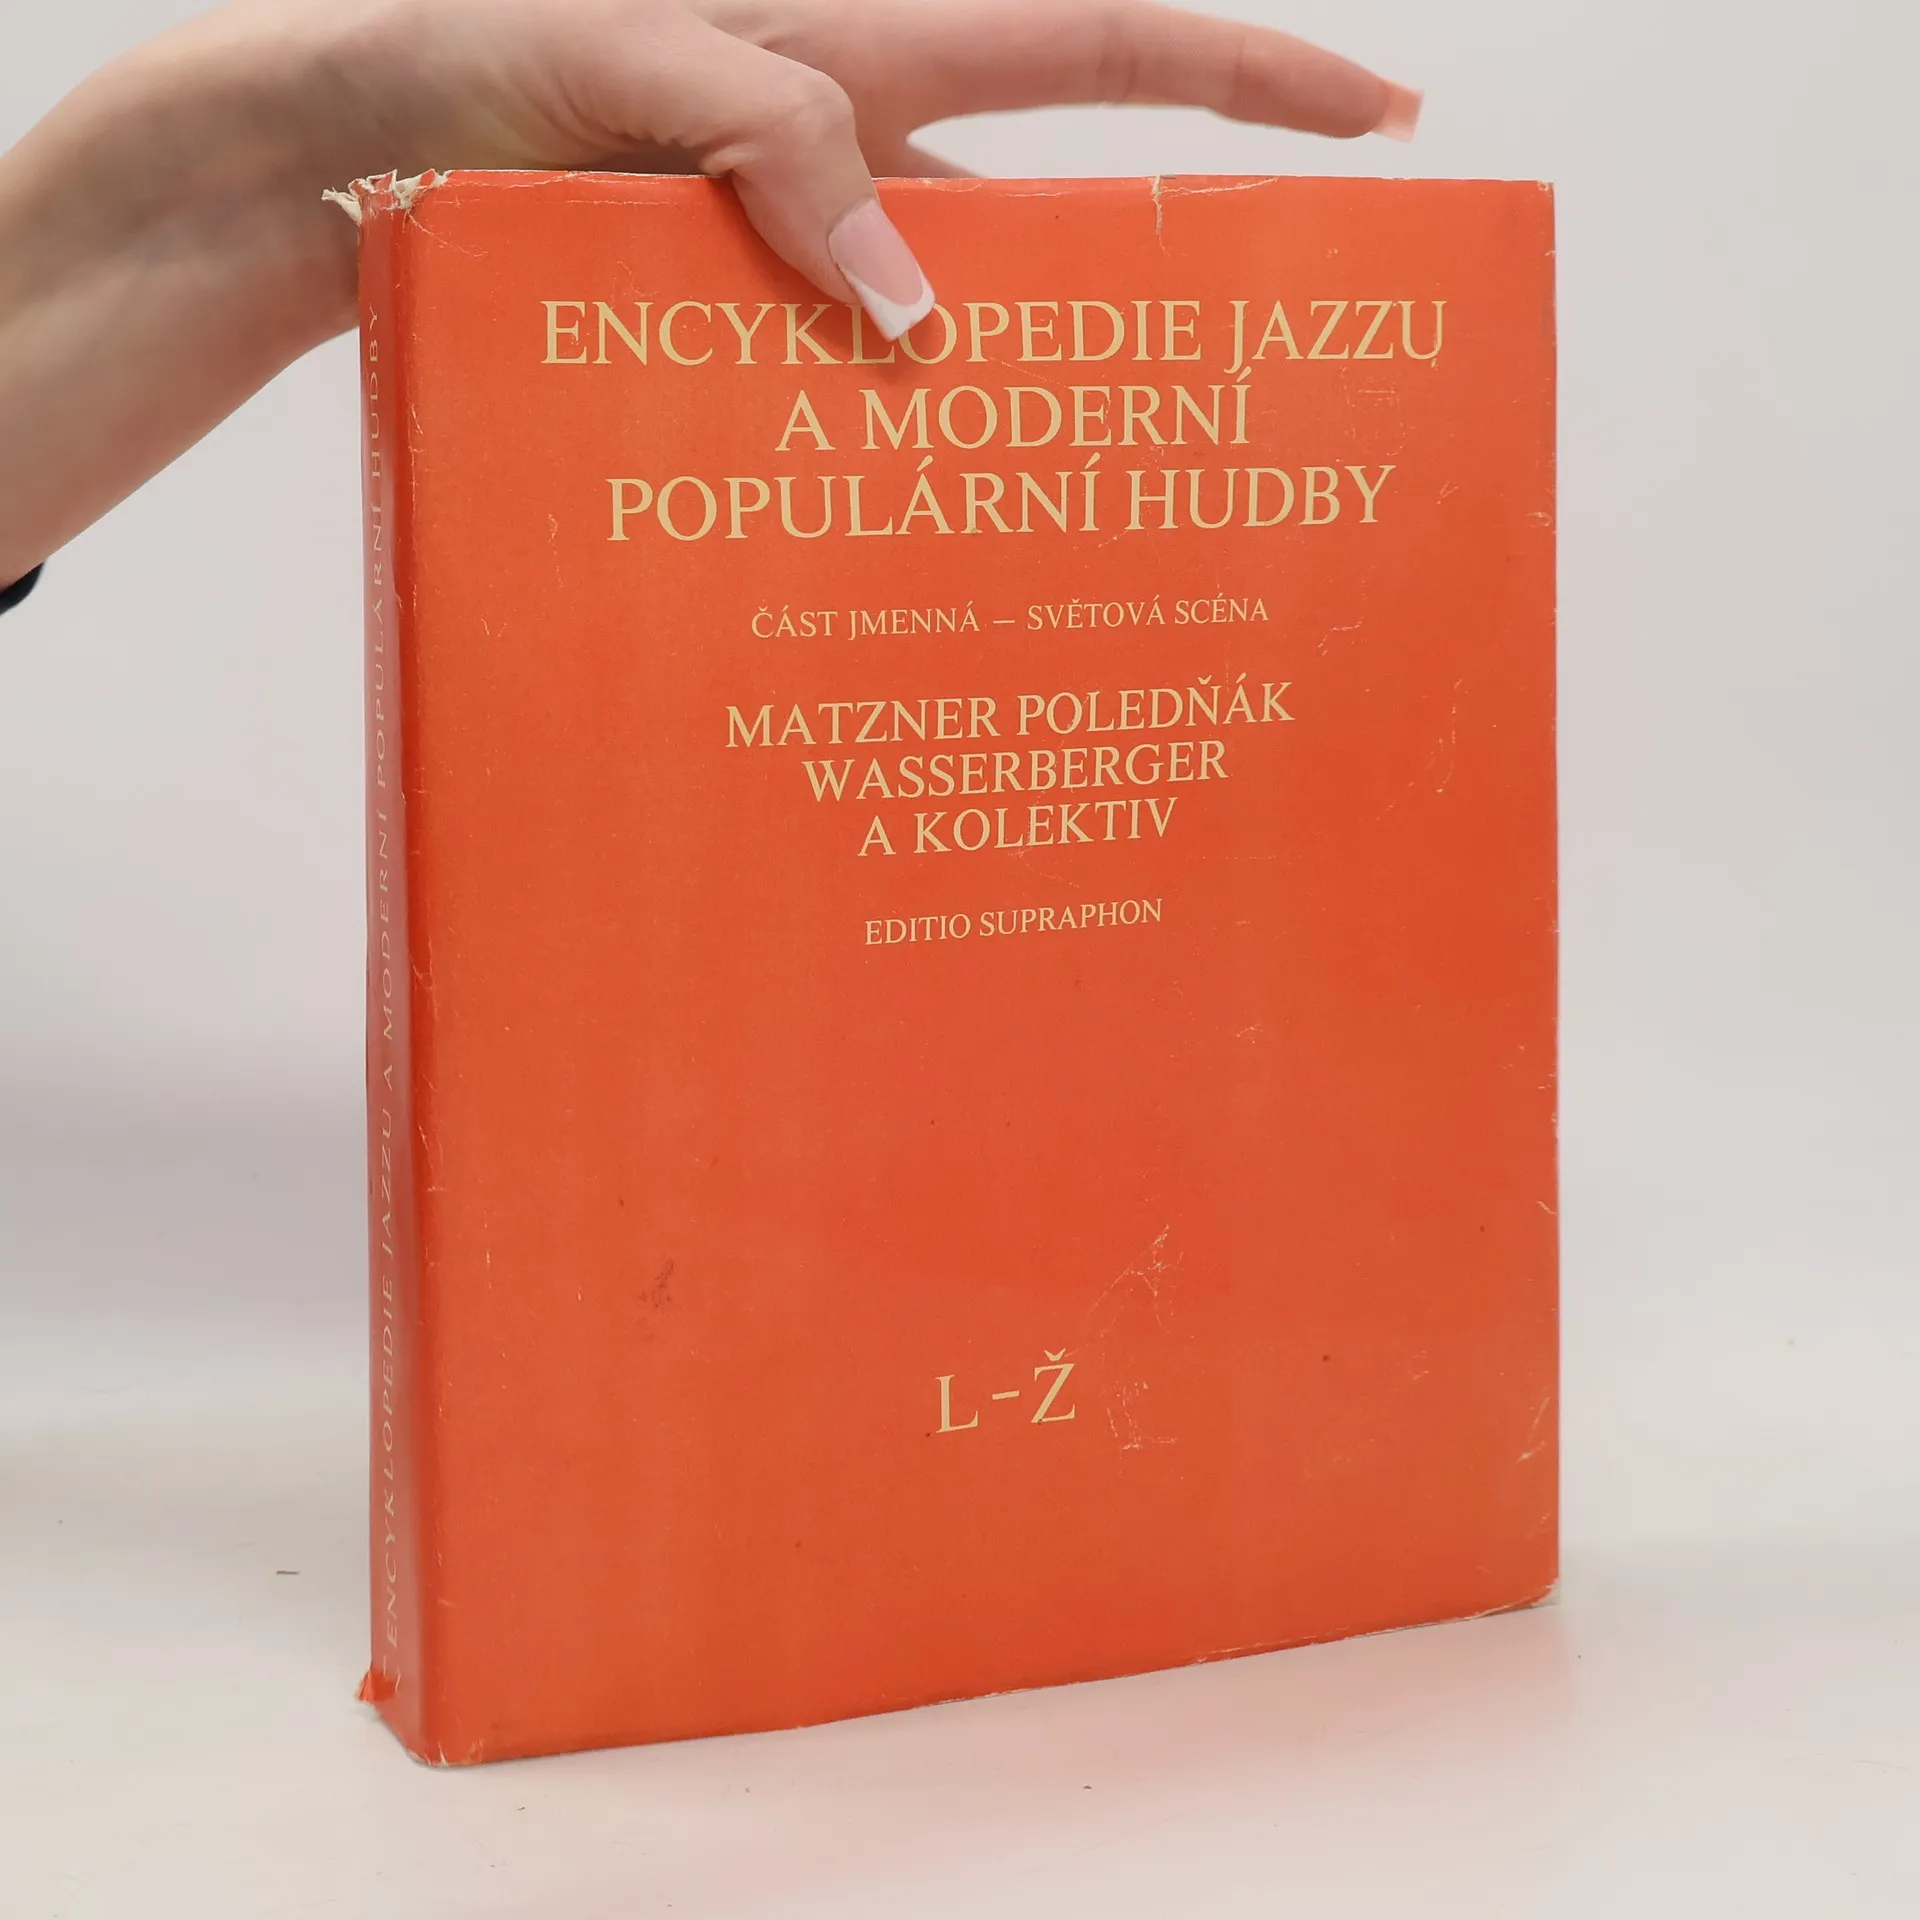 ENCYKLOPEDIE JAZZU
A MODERNÍ
POPULÁRNÍ HUDBY
ČÁST JMENNÁ – SVĚTOVÁ SCÉNA
MATZNER POLEDŇÁK
WASSERBERGER
A KOLEKTIV
EDITIO SUPRAPHON
L–Ž
ENCYKLOPEDIE JAZZU A MODERNÍ POPULÁRNÍ HUDBY